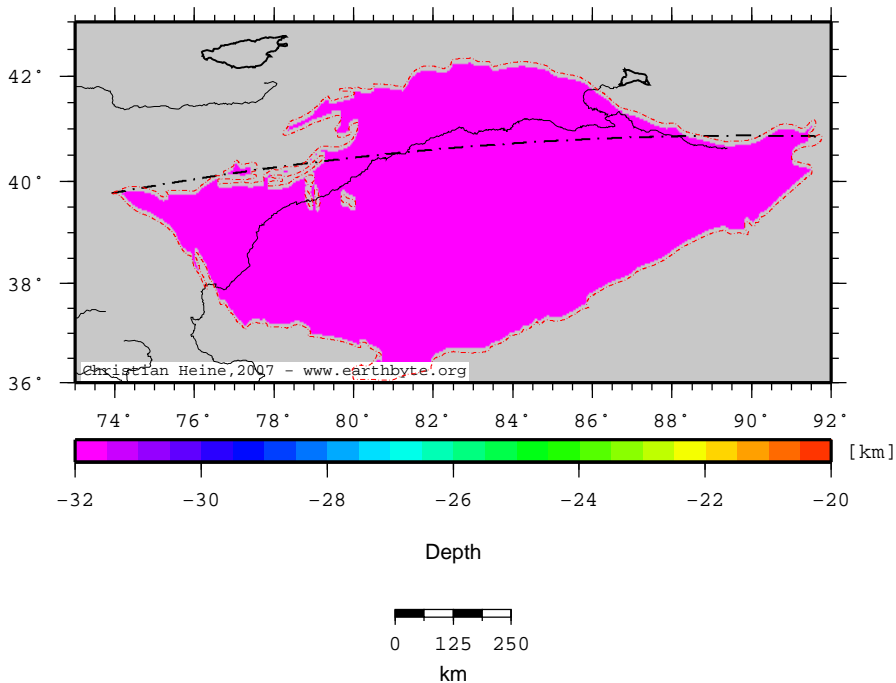 42°
40°
38°
36°
Christian Heine, 2007 - www.earthbyte.org
74° 76° 78° 80° 82° 84° 86° 88° 90° 92°
[km]
-32 -30 -28 -26 -24 -22 -20
Depth
0 125 250
km